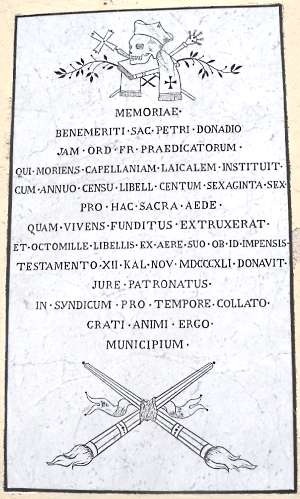 MEMORIAE·
BENEMERITI · SAC · PETRI · DONADIO
JAM · ORD · FR · PRAEDICATORUM ·
QUI · MORIENS · CAPELLANIAM · LAICALEM · INSTITUIT ·
CUM · ANNUO · CENSU · LIBELL · CENTUM · SEXAGINTA · SEX ·
PRO · HAC · SACRA · AEDE ·
QUAM · VIVENS · FUNDITUS · EXTRUXERAT ·
ET · OCTOMILLE · LIBELLIS · EX · AERE · SUO · OB · ID · IMPENSIS ·
TESTAMENTO · XII · KAL · NOV · MDCCCXLI · DONAVIT ·
JURE · PATRONATUS ·
IN · SVNDICUM · PRO · TEMPORE · COLLATO ·
GRATI · ANIMI · ERGO ·
MUNICIPIUM ·